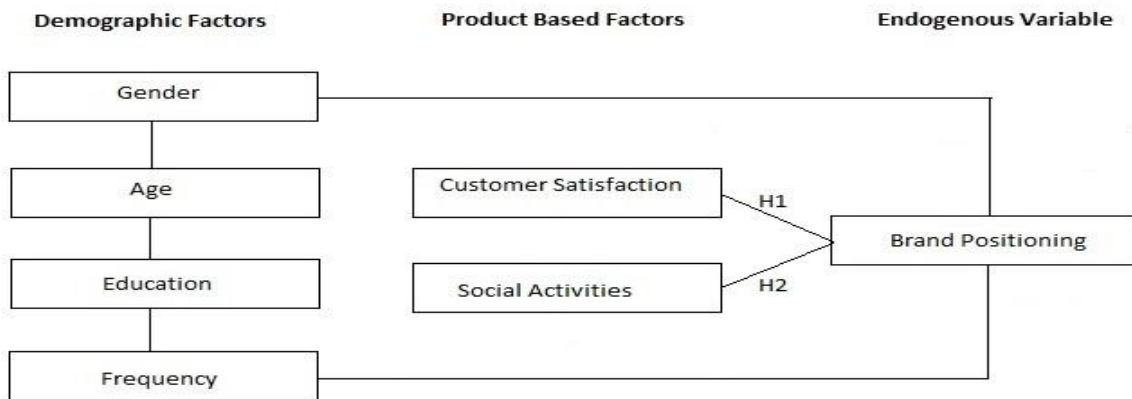 Demographic Factors
Product Based Factors
Endogenous Variable
Gender
Age
Education
Frequency
Customer Satisfaction
Social Activities
H1
H2
Brand Positioning